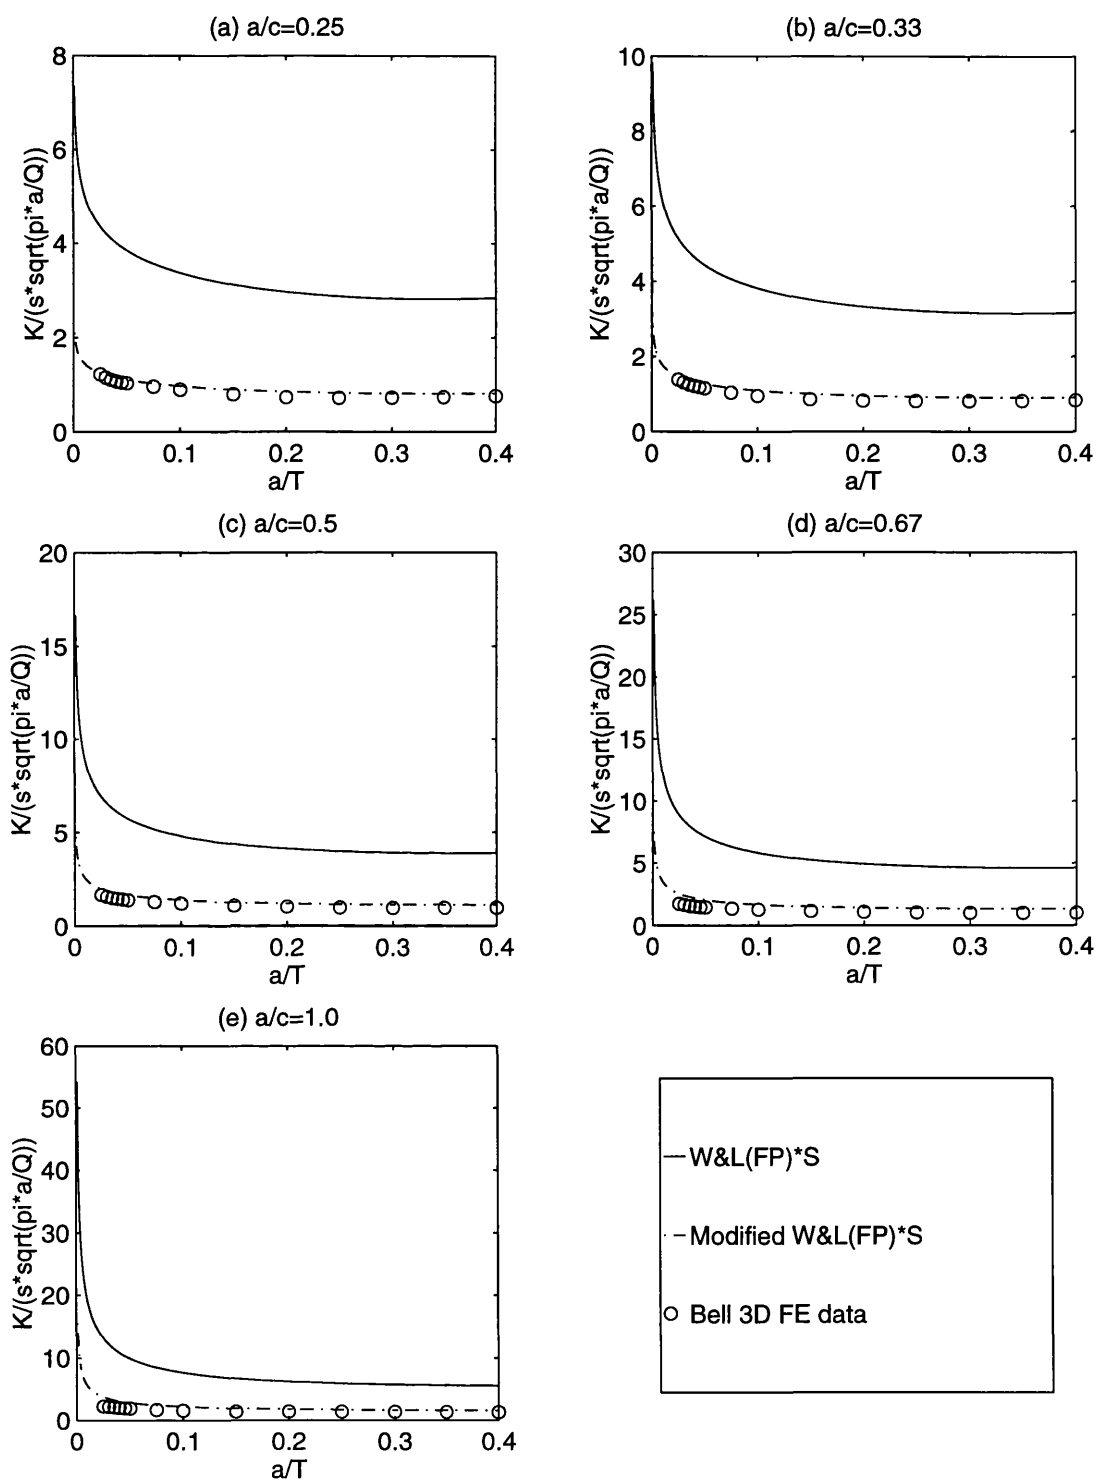 (a) a/c=0.25
K/(s*sqrt(pi*a/Q))
8
6
4
2
0
0 0.1 0.2 0.3 0.4
a/T
(b) a/c=0.33
K/(s*sqrt(pi*a/Q))
10
8
6
4
2
0
0 0.1 0.2 0.3 0.4
a/T
(c) a/c=0.5
K/(s*sqrt(pi*a/Q))
20
15
10
5
0
0 0.1 0.2 0.3 0.4
a/T
(d) a/c=0.67
K/(s*sqrt(pi*a/Q))
30
25
20
15
10
5
0
0 0.1 0.2 0.3 0.4
a/T
(e) a/c=1.0
K/(s*sqrt(pi*a/Q))
60
50
40
30
20
10
0
0 0.1 0.2 0.3 0.4
a/T
W&L(FP)*S
Modified W&L(FP)*S
Bell 3D FE data